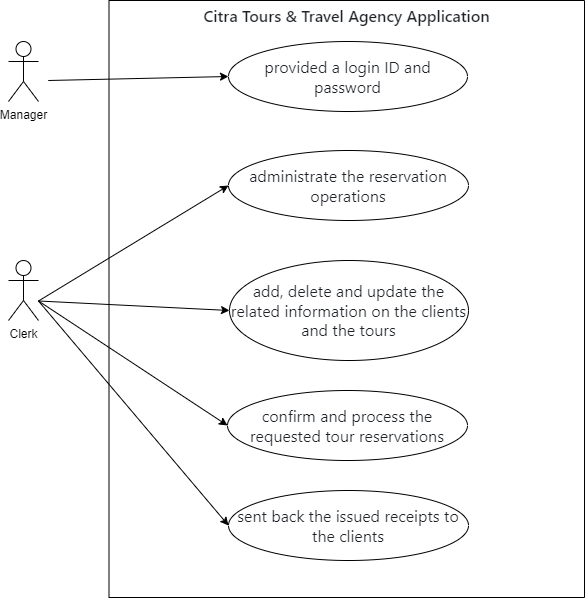 Citra Tours & Travel Agency Application
provided a login ID and
password
Manager
administrate the reservation
operations
add, delete and update the
related information on the clients
and the tours
Clerk
confirm and process the
requested tour reservations
sent back the issued receipts to
the clients